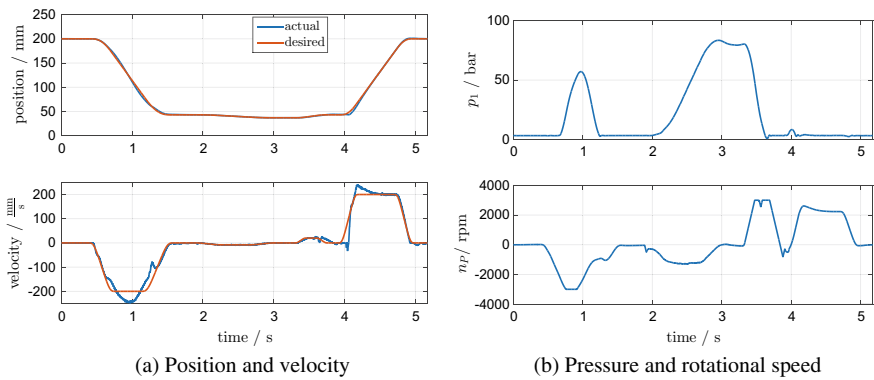 250
200
150
100
50
0
position / mm
actual
desired
0 1 2 3 4 5
200
100
0
-100
-200
velocity / mm/s
0 1 2 3 4 5
time / s
(a) Position and velocity
100
50
0
p1 / bar
0 1 2 3 4 5
4000
2000
0
-2000
-4000
nP/ rpm
0 1 2 3 4 5
time / s
(b) Pressure and rotational speed